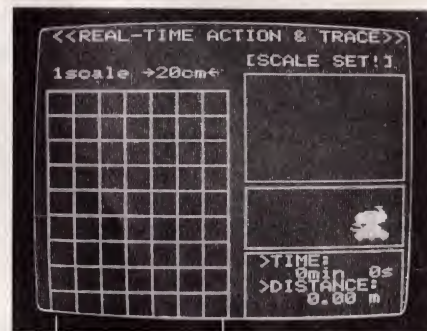 <<REAL-TIME ACTION & TRACE>>
[SCALE SET!]
1scale →20cm←
>TIME:
0min 0s
>DISTANCE:
0.00 m